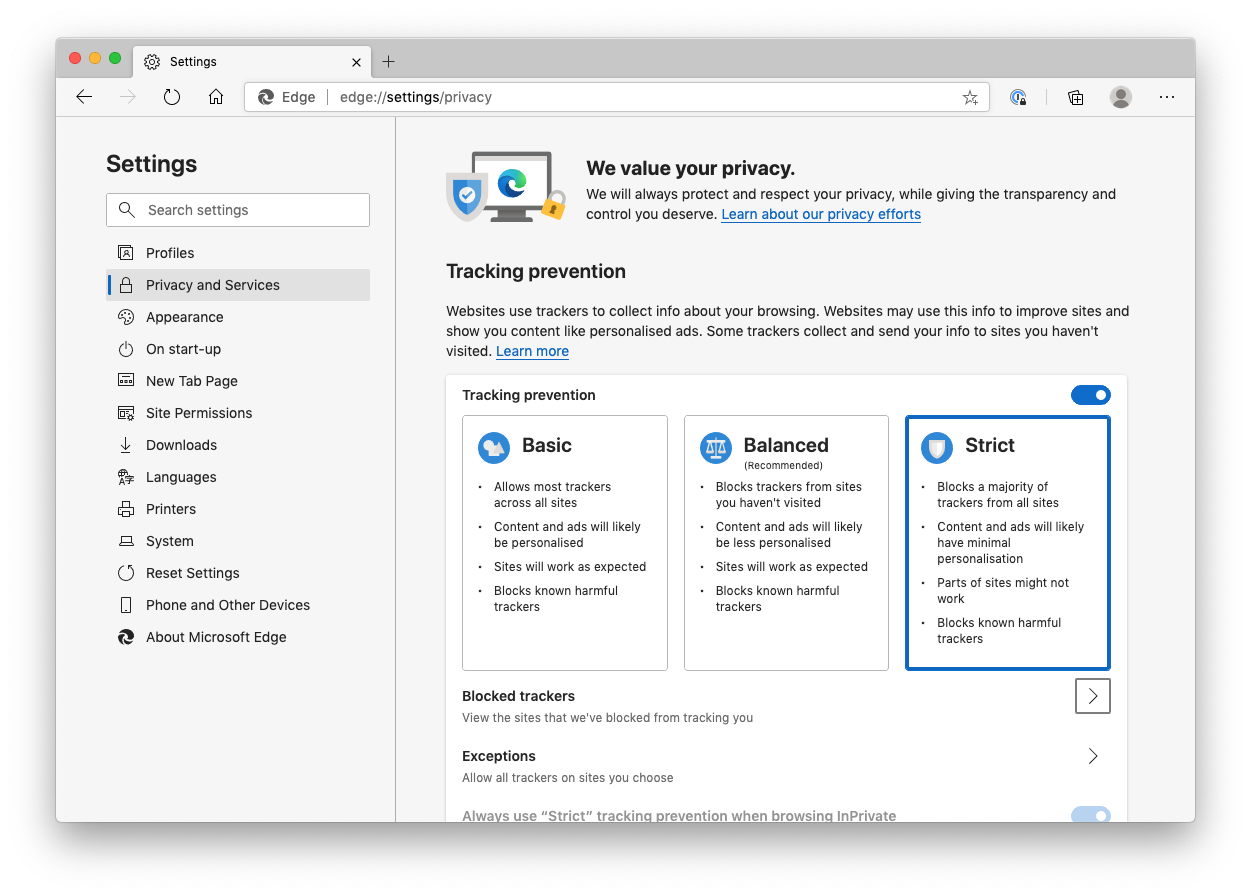 Settings
Edge
edge://settings/privacy
Settings
Search settings
Profiles
Privacy and Services
Appearance
On start-up
New Tab Page
Site Permissions
Downloads
Languages
Printers
System
Reset Settings
Phone and Other Devices
About Microsoft Edge
We value your privacy.
We will always protect and respect your privacy, while giving the transparency and
control you deserve. Learn about our privacy efforts
Tracking prevention
Websites use trackers to collect info about your browsing. Websites may use this info to improve sites and
show you content like personalised ads. Some trackers collect and send your info to sites you haven't
visited. Learn more
Tracking prevention
Basic
• Allows most trackers
across all sites
• Content and ads will likely
be personalised
• Sites will work as expected
• Blocks known harmful
trackers
Balanced
(Recommended)
• Blocks trackers from sites
you haven't visited
• Content and ads will likely
be less personalised
• Sites will work as expected
• Blocks known harmful
trackers
Strict
• Blocks a majority of
trackers from all sites
• Content and ads will likely
have minimal
personalisation
• Parts of sites might not
work
• Blocks known harmful
trackers
Blocked trackers
View the sites that we've blocked from tracking you
Exceptions
Allow all trackers on sites you choose
Always use “Strict” tracking prevention when browsing InPrivate